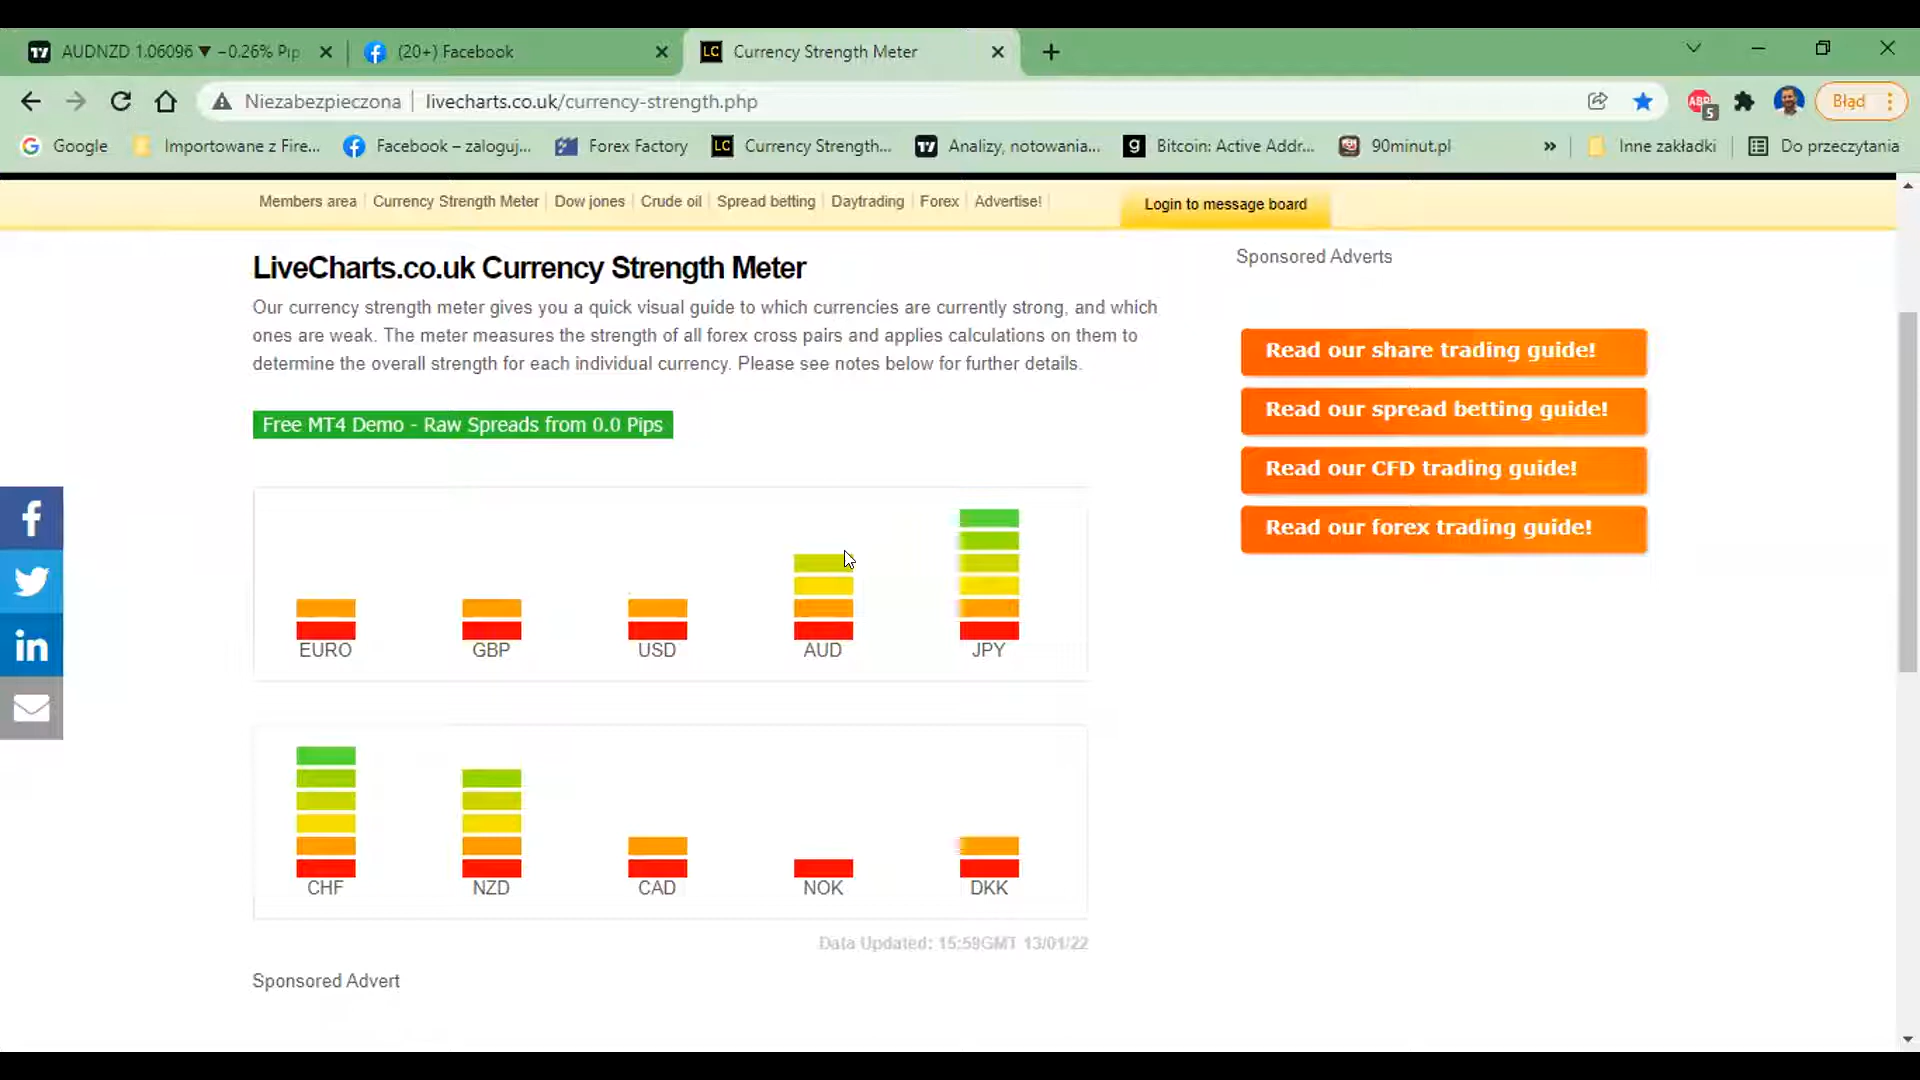 AUDNZD 1.06096 ▼ −0.26% Pip
(20+) Facebook
LC
Currency Strength Meter
Niezabezpieczona
livecharts.co.uk/currency-strength.php
ABP
5
Błąd
Google
Importowane z Fire...
Facebook – zaloguj...
Forex Factory
LC
Currency Strength...
Analizy, notowania...
Bitcoin: Active Addr...
90minut.pl
»
Inne zakładki
Do przeczytania
Members area
Currency Strength Meter
Dow jones
Crude oil
Spread betting
Daytrading
Forex
Advertise!
Login to message board
LiveCharts.co.uk Currency Strength Meter
Our currency strength meter gives you a quick visual guide to which currencies are currently strong, and which
ones are weak. The meter measures the strength of all forex cross pairs and applies calculations on them to
determine the overall strength for each individual currency. Please see notes below for further details.
Free MT4 Demo - Raw Spreads from 0.0 Pips
EURO GBP USD AUD JPY
CHF NZD CAD NOK DKK
Data Updated: 15:59GMT 13/01/22
Sponsored Advert
Sponsored Adverts
Read our share trading guide!
Read our spread betting guide!
Read our CFD trading guide!
Read our forex trading guide!